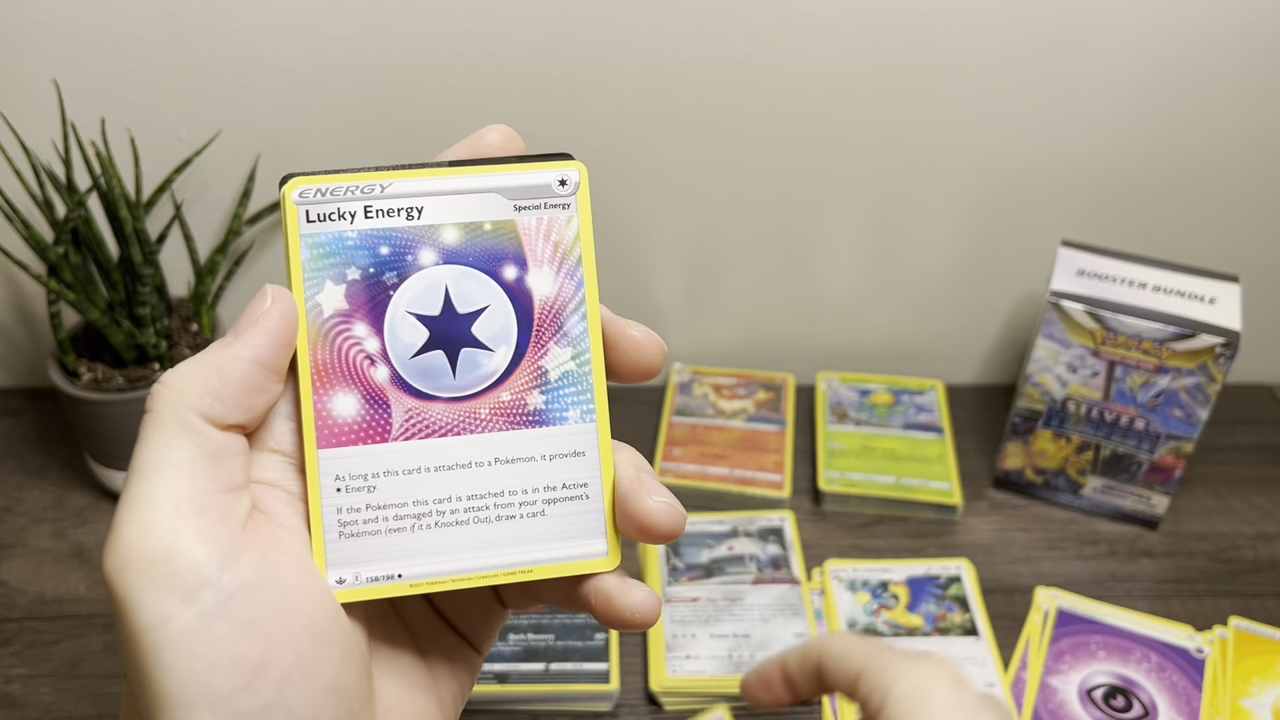 ENERGY
Lucky Energy
Special Energy
As long as this card is attached to a Pokémon, it provides
Energy.
If the Pokémon this card is attached to is in the Active
Spot and is damaged by an attack from your opponent's
Pokémon (even if it is Knocked Out), draw a card.
E 158/198
©2021 Pokémon / Nintendo / Creatures / GAME FREAK
BOOSTER BUNDLE
Pokémon
SILVER